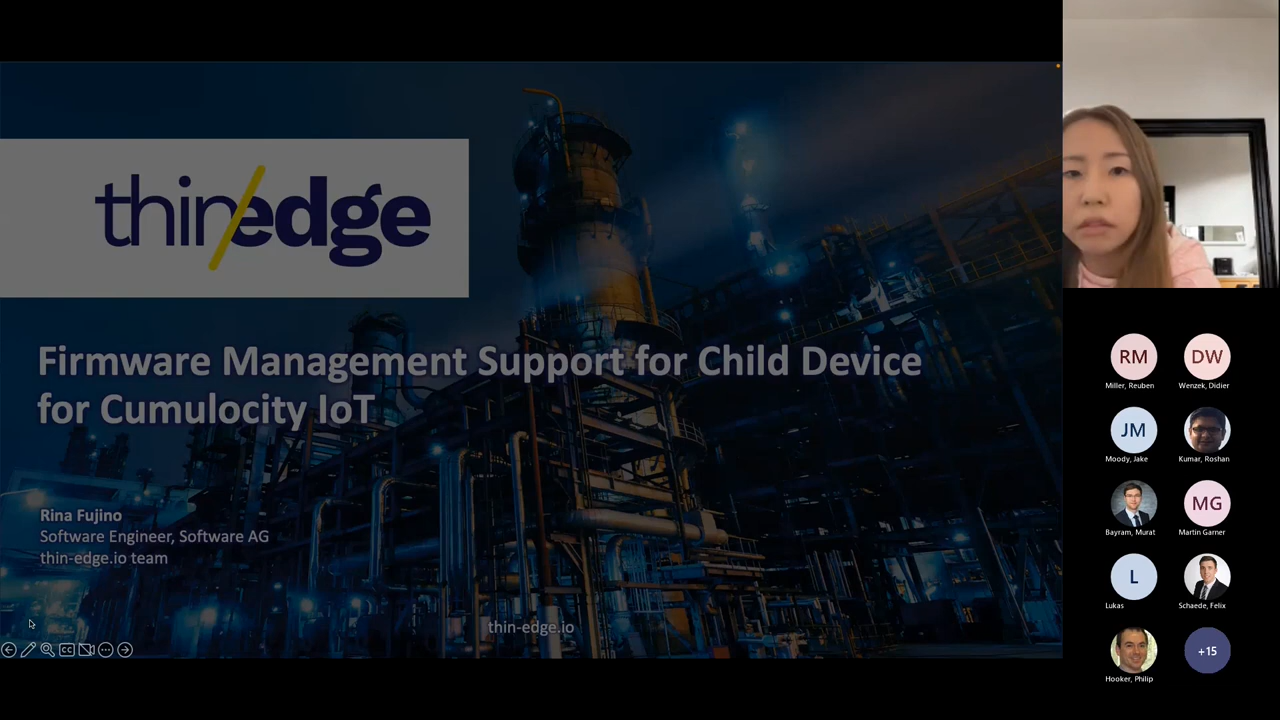 thin/edge
Firmware Management Support for Child Device
for Cumulocity IoT
Rina Fujino
Software Engineer, Software AG
thin-edge.io team
thin-edge.io
CC
RM
DW
Miller, Reuben
Wenzek, Didier
JM
Moody, Jake
Kumar, Roshan
MG
Bayram, Murat
Martin Garner
L
Lukas
Schaede, Felix
+15
Hooker, Philip